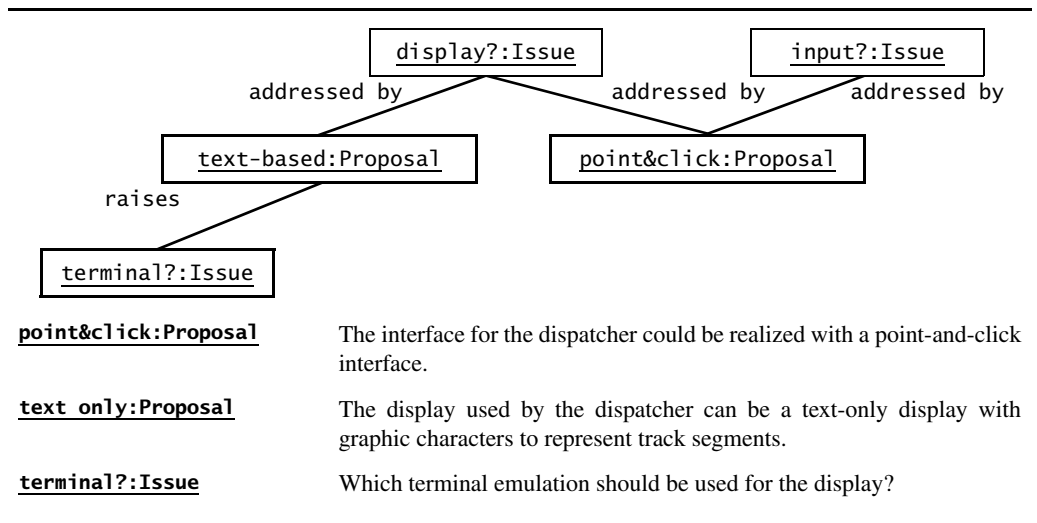 display?:Issue input?:Issue
addressed by addressed by addressed by
text-based:Proposal point&click:Proposal
raises
terminal?:Issue
point&click:Proposal The interface for the dispatcher could be realized with a point-and-click
interface.
text only:Proposal The display used by the dispatcher can be a text-only display with
graphic characters to represent track segments.
terminal?:Issue Which terminal emulation should be used for the display?